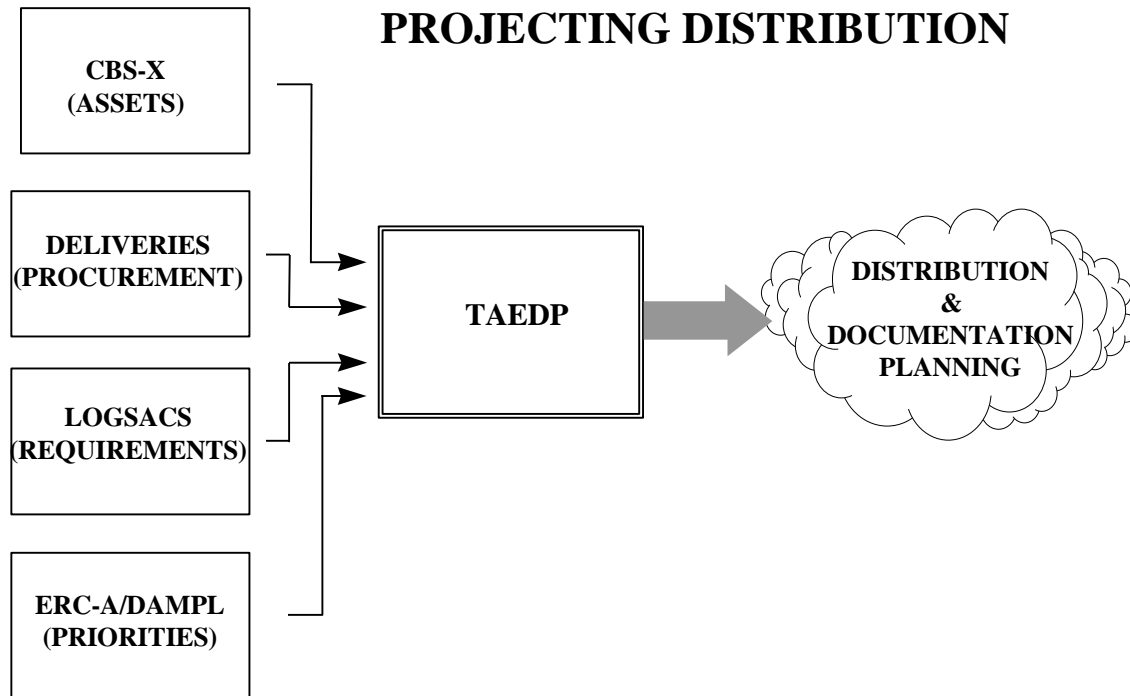 PROJECTING DISTRIBUTION
CBS-X
(ASSETS)
DELIVERIES
(PROCUREMENT)
LOGSACS
(REQUIREMENTS)
ERC-A/DAMPL
(PRIORITIES)
TAEDP
DISTRIBUTION
&
DOCUMENTATION
PLANNING